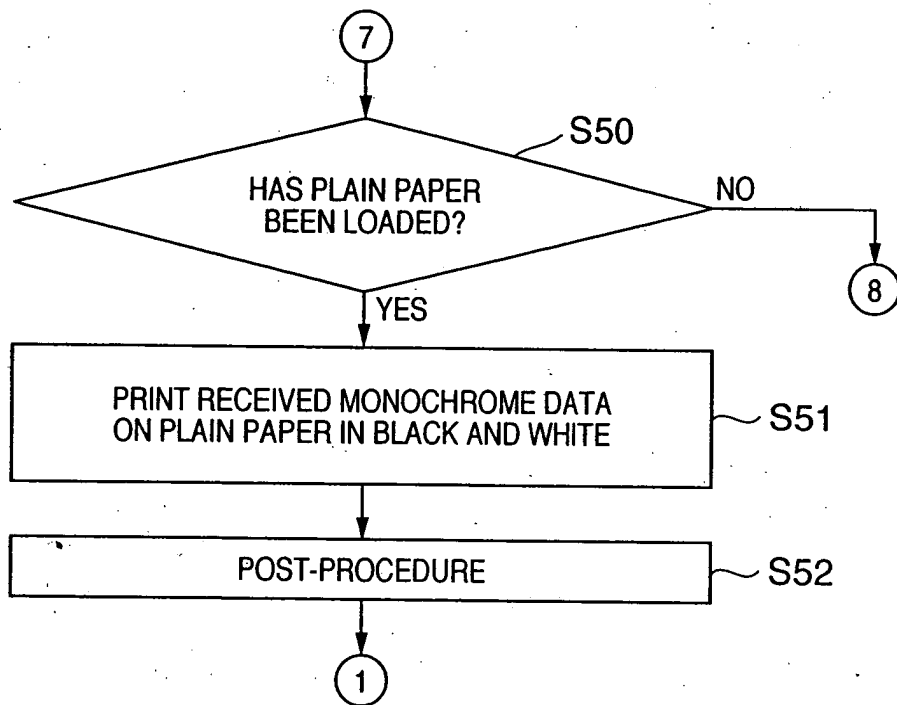 7
S50
HAS PLAIN PAPER
BEEN LOADED?
NO
8
YES
PRINT RECEIVED MONOCHROME DATA
ON PLAIN PAPER IN BLACK AND WHITE
S51
POST-PROCEDURE
S52
1